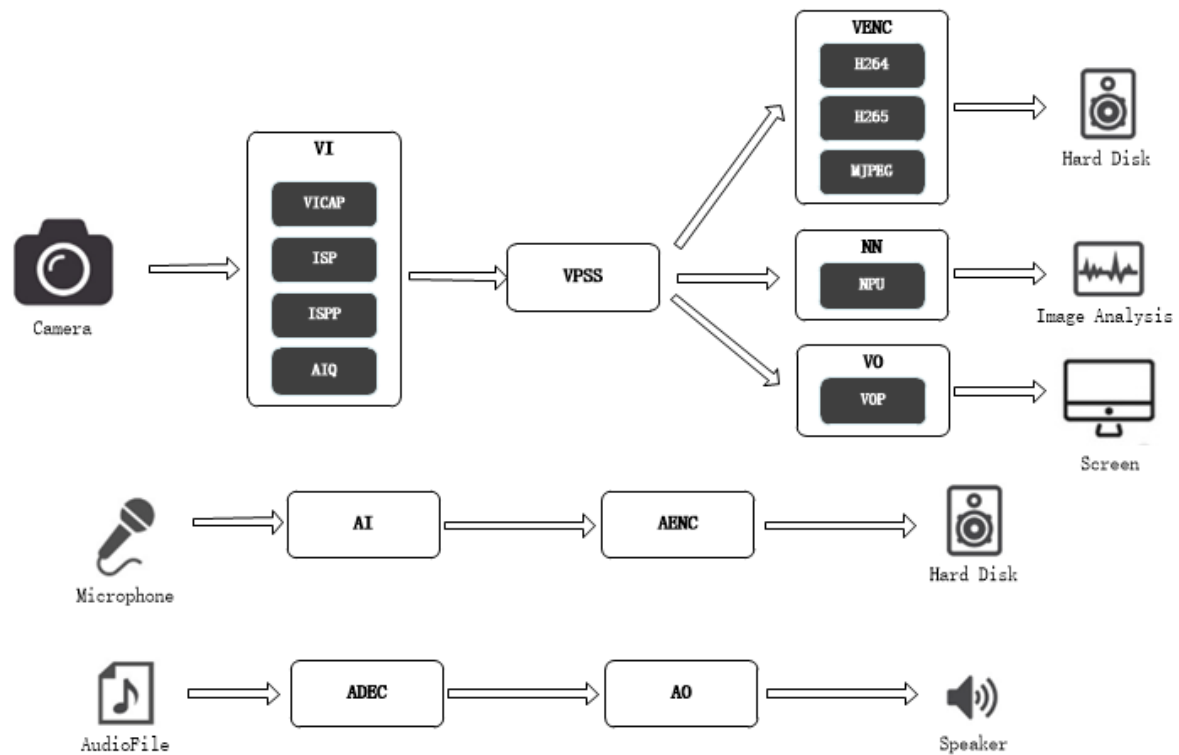 VENC
H264
H265
MJPEG
Hard Disk
VI
VICAP
ISP
ISPP
AIQ
Camera
VPSS
NN
NPU
Image Analysis
VO
VOP
Screen
Microphone
AI
AENC
Hard Disk
AudioFile
ADEC
AO
Speaker